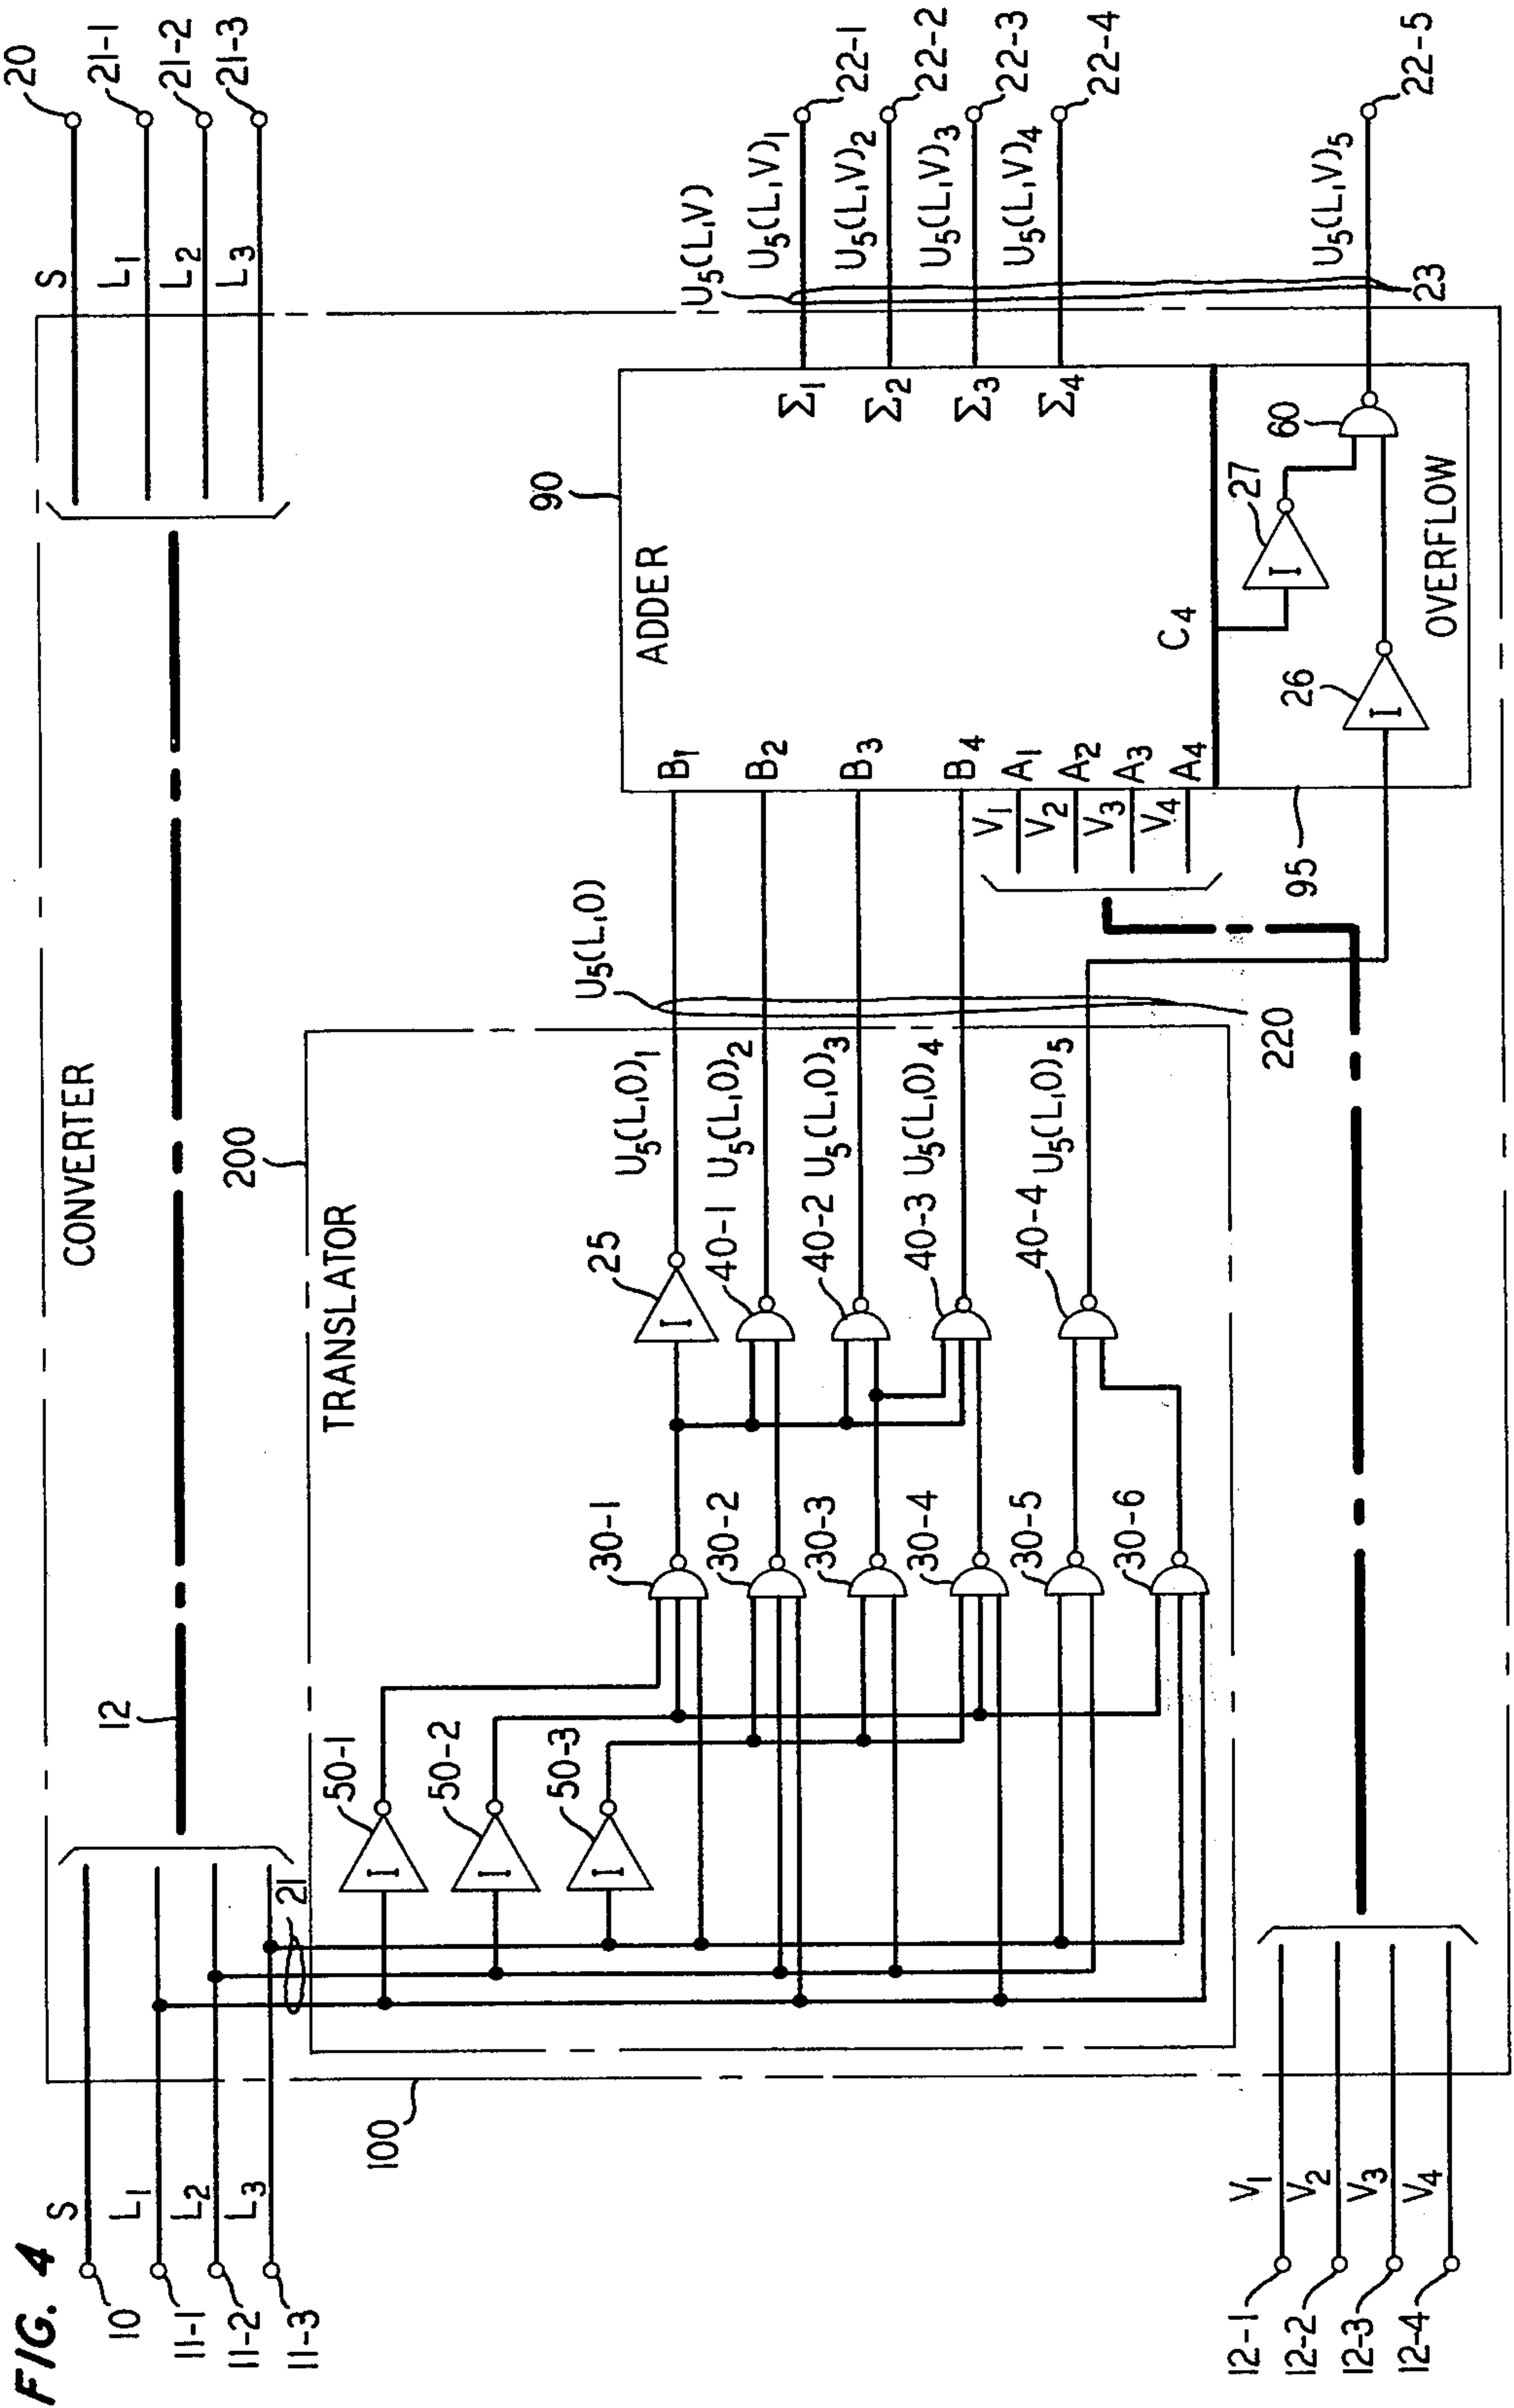 FIG. 4
CONVERTER
S
L1
L2
L3
10
11-1
11-2
11-3
12
S
L1
L2
L3
20
21-1
21-2
21-3
100
21
200
TRANSLATOR
50-1
50-2
50-3
I
I
I
30-1
30-2
30-3
30-4
30-5
30-6
25
I
40-1
40-2
40-3
40-4
U5(L,0)1
U5(L,0)2
U5(L,0)3
U5(L,0)4
U5(L,0)5
U5(L,0)
220
90
ADDER
B1
B2
B3
B4
A1
A2
A3
A4
V1
V2
V3
V4
C4
Σ1
Σ2
Σ3
Σ4
95
26
I
27
I
60
OVERFLOW
U5(L,V)
U5(L,V)1
U5(L,V)2
U5(L,V)3
U5(L,V)4
U5(L,V)5
22-1
22-2
22-3
22-4
22-5
23
V1
V2
V3
V4
12-1
12-2
12-3
12-4